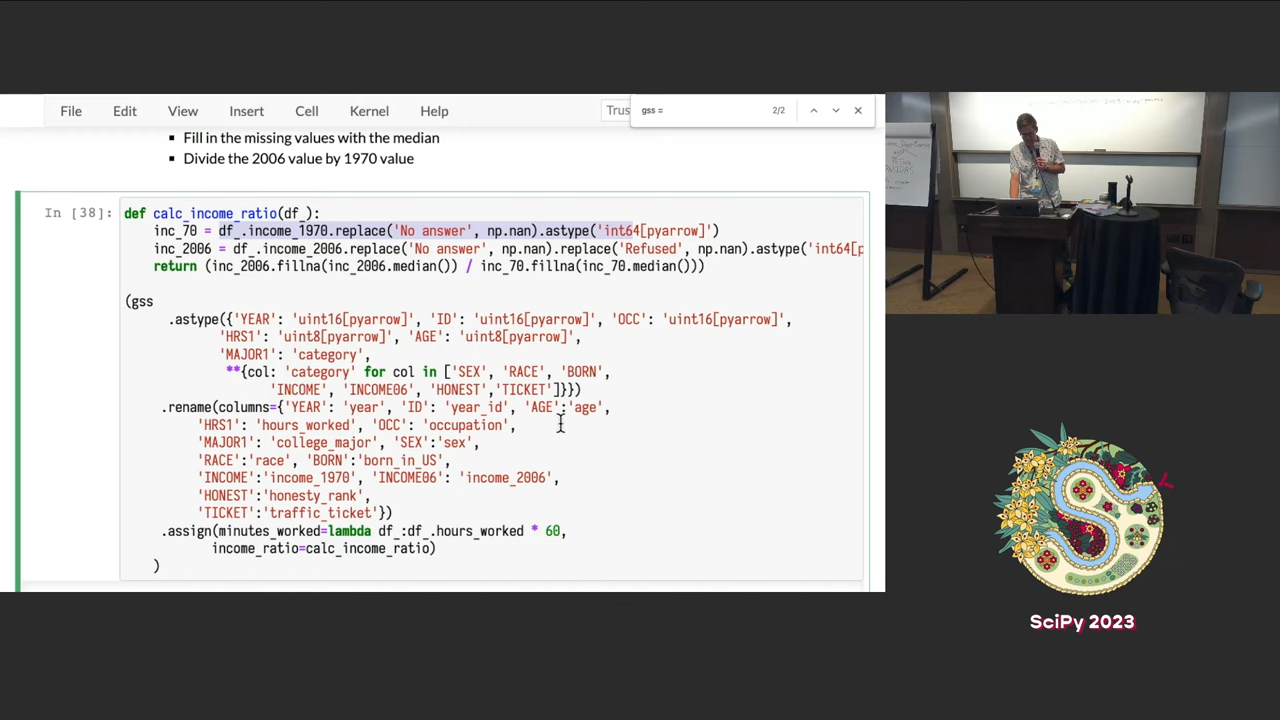 File Edit View Insert Cell Kernel Help
Trus
gss = 2/2
▪ Fill in the missing values with the median
▪ Divide the 2006 value by 1970 value
In [38]:
def calc_income_ratio(df_):
    inc_70 = df_.income_1970.replace('No answer', np.nan).astype('int64[pyarrow]')
    inc_2006 = df_.income_2006.replace('No answer', np.nan).replace('Refused', np.nan).astype('int64[p
    return (inc_2006.fillna(inc_2006.median()) / inc_70.fillna(inc_70.median()))
(gss
      .astype({'YEAR': 'uint16[pyarrow]', 'ID': 'uint16[pyarrow]', 'OCC': 'uint16[pyarrow]',
             'HRS1': 'uint8[pyarrow]', 'AGE': 'uint8[pyarrow]',
             'MAJOR1': 'category',
              **{col: 'category' for col in ['SEX', 'RACE', 'BORN',
                    'INCOME', 'INCOME06', 'HONEST','TICKET']}})
     .rename(columns={'YEAR': 'year', 'ID': 'year_id', 'AGE':'age',
          'HRS1': 'hours_worked', 'OCC': 'occupation',
          'MAJOR1': 'college_major', 'SEX':'sex',
          'RACE':'race', 'BORN':'born_in_US',
          'INCOME':'income_1970', 'INCOME06': 'income_2006',
          'HONEST':'honesty_rank',
          'TICKET':'traffic_ticket'})
     .assign(minutes_worked=lambda df_:df_.hours_worked * 60,
            income_ratio=calc_income_ratio)
    )
SciPy 2023